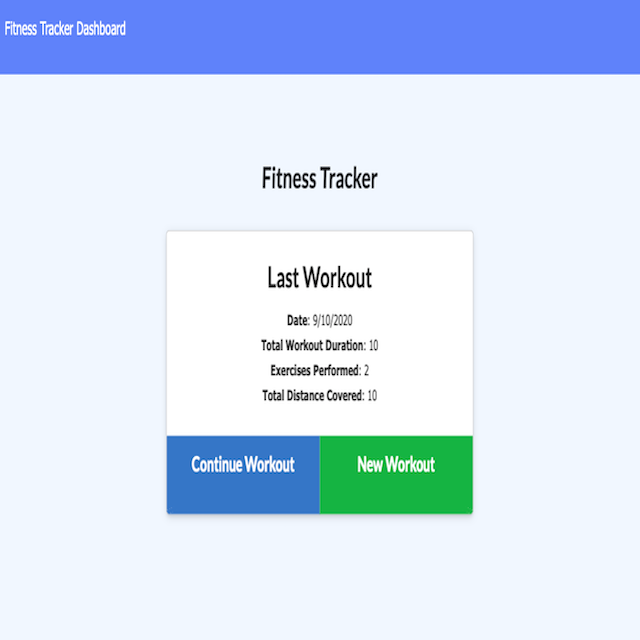 Fitness Tracker Dashboard
Fitness Tracker
Last Workout
Date: 9/10/2020
Total Workout Duration: 10
Exercises Performed: 2
Total Distance Covered: 10
Continue Workout
New Workout